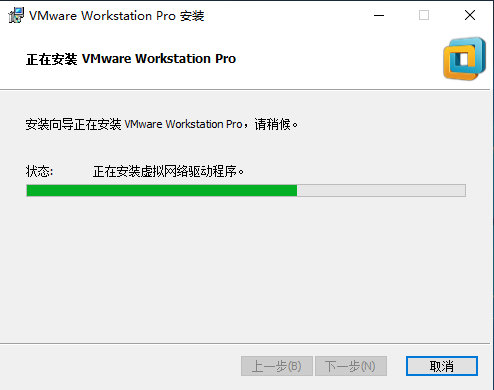 VMware Workstation Pro 安装
正在安装 VMware Workstation Pro
安装向导正在安装 VMware Workstation Pro，请稍候。
状态: 正在安装虚拟网络驱动程序。
上一步(B) 下一步(N) 取消